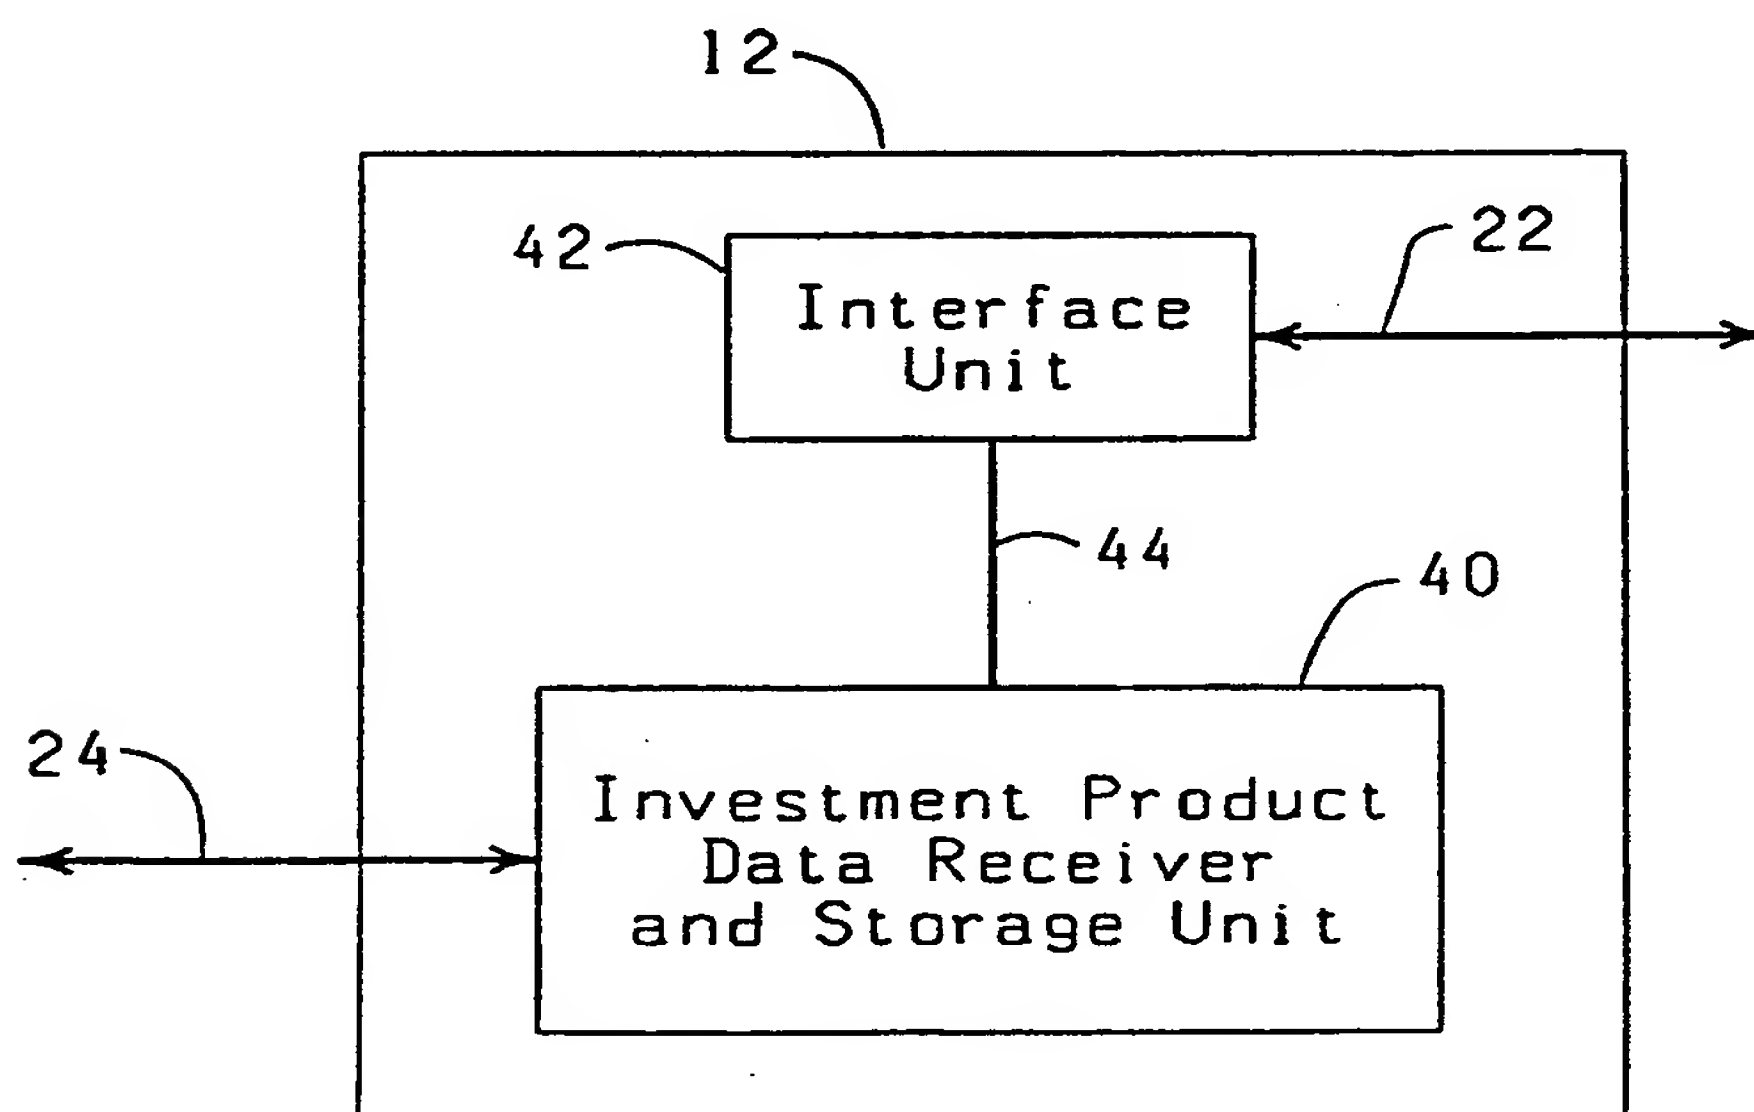 12
42
22
Interface
Unit
44
40
24
Investment Product
Data Receiver
and Storage Unit